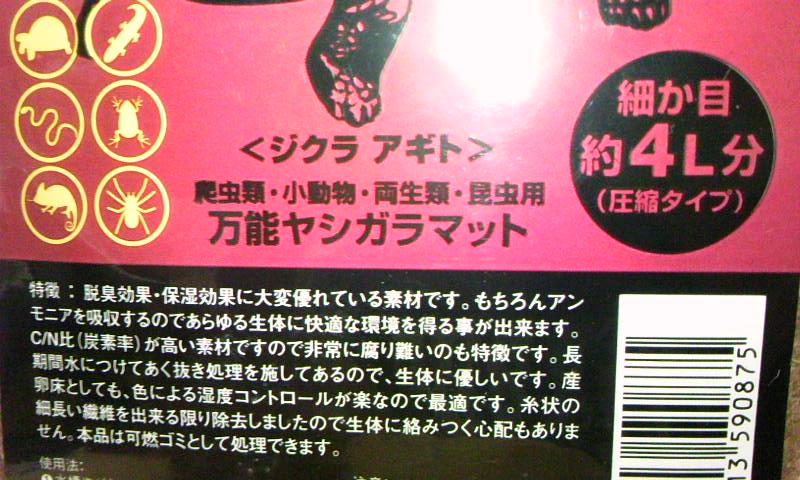 細か目
約4L分
(圧縮タイプ)
<ジクラ アギト>
爬虫類・小動物・両生類・昆虫用
万能ヤシガラマット
特徴：脱臭効果・保湿効果に大変優れている素材です。もちろんアン
モニアを吸収するのであらゆる生体に快適な環境を得る事が出来ます。
C/N比(炭素率)が高い素材ですので非常に腐り難いのも特徴です。長
期間水につけてあく抜き処理を施してあるので、生体に優しいです。産
卵床としても、色による湿度コントロールが楽なので最適です。糸状の
細長い繊維を出来る限り除去しましたので生体に絡みつく心配もありま
せん。本品は可燃ゴミとして処理できます。
使用法:
13 590875